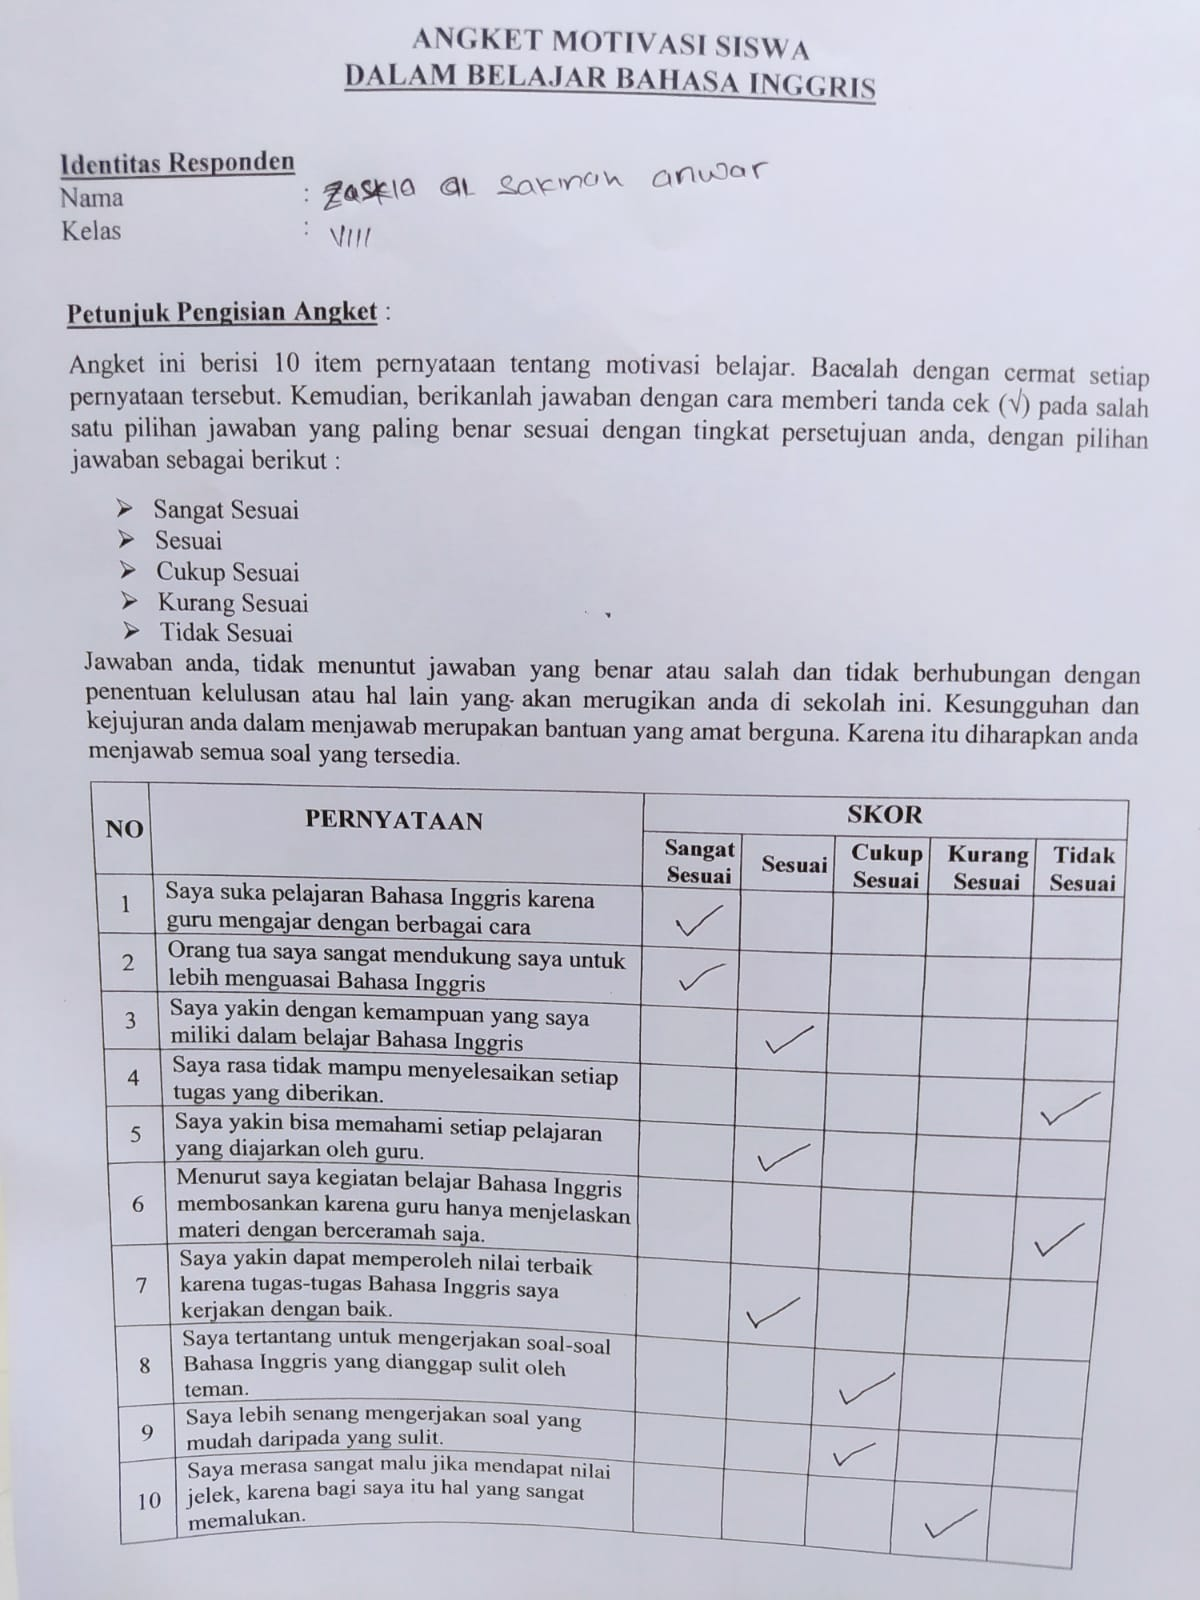 ANGKET MOTIVASI SISWA
DALAM BELAJAR BAHASA INGGRIS
Identitas Responden
Nama : Zaskia al sakinah anwar
Kelas : VIII
Petunjuk Pengisian Angket :
Angket ini berisi 10 item pernyataan tentang motivasi belajar. Bacalah dengan cermat setiap
pernyataan tersebut. Kemudian, berikanlah jawaban dengan cara memberi tanda cek (√) pada salah
satu pilihan jawaban yang paling benar sesuai dengan tingkat persetujuan anda, dengan pilihan
jawaban sebagai berikut :
➢ Sangat Sesuai
➢ Sesuai
➢ Cukup Sesuai
➢ Kurang Sesuai
➢ Tidak Sesuai
Jawaban anda, tidak menuntut jawaban yang benar atau salah dan tidak berhubungan dengan
penentuan kelulusan atau hal lain yang akan merugikan anda di sekolah ini. Kesungguhan dan
kejujuran anda dalam menjawab merupakan bantuan yang amat berguna. Karena itu diharapkan anda
menjawab semua soal yang tersedia.
NO PERNYATAAN SKOR
Sangat Sesuai Sesuai Cukup Sesuai Kurang Sesuai Tidak Sesuai
1 Saya suka pelajaran Bahasa Inggris karena
guru mengajar dengan berbagai cara ✓
2 Orang tua saya sangat mendukung saya untuk
lebih menguasai Bahasa Inggris ✓
3 Saya yakin dengan kemampuan yang saya
miliki dalam belajar Bahasa Inggris ✓
4 Saya rasa tidak mampu menyelesaikan setiap
tugas yang diberikan. ✓
5 Saya yakin bisa memahami setiap pelajaran
yang diajarkan oleh guru. ✓
6 Menurut saya kegiatan belajar Bahasa Inggris
membosankan karena guru hanya menjelaskan
materi dengan berceramah saja. ✓
7 Saya yakin dapat memperoleh nilai terbaik
karena tugas-tugas Bahasa Inggris saya
kerjakan dengan baik. ✓
8 Saya tertantang untuk mengerjakan soal-soal
Bahasa Inggris yang dianggap sulit oleh
teman. ✓
9 Saya lebih senang mengerjakan soal yang
mudah daripada yang sulit. ✓
10 Saya merasa sangat malu jika mendapat nilai
jelek, karena bagi saya itu hal yang sangat
memalukan. ✓